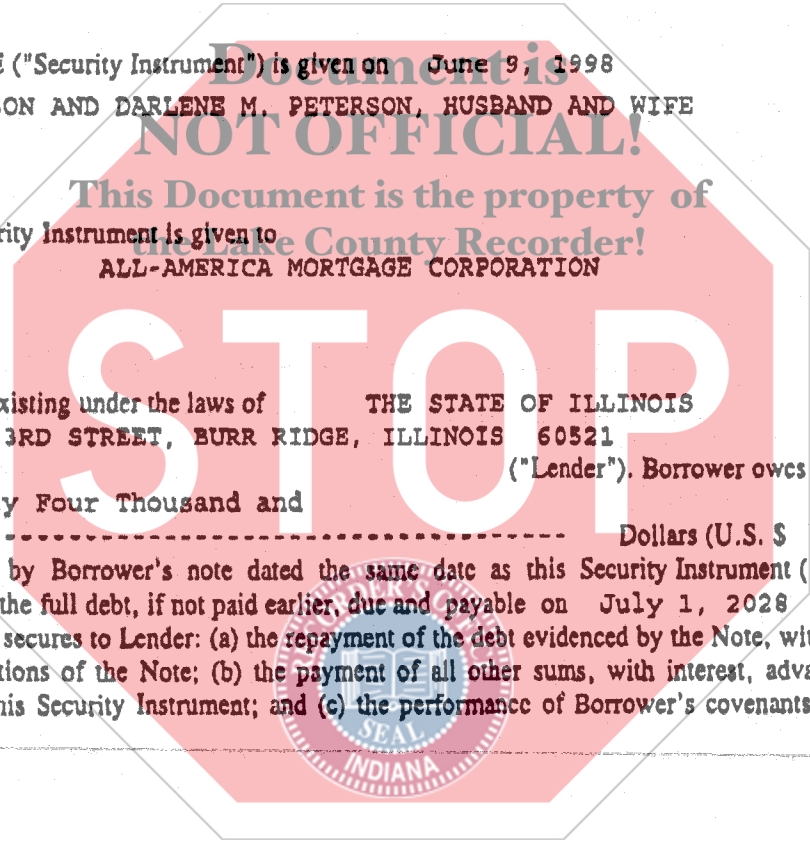 E ("Security Instrument") is given on June 9, 1998
Document is
ON AND DARLENE M. PETERSON, HUSBAND AND WIFE
NOT OFFICIAL!
This Document is the property of
rity Instrument is given to
the Lake County Recorder!
ALL-AMERICA MORTGAGE CORPORATION
STOP
xisting under the laws of THE STATE OF ILLINOIS
3RD STREET, BURR RIDGE, ILLINOIS 60521
("Lender"). Borrower owes
y Four Thousand and
Dollars (U.S. $
by Borrower's note dated the same date as this Security Instrument (
the full debt, if not paid earlier, due and payable on July 1, 2028
secures to Lender: (a) the repayment of the debt evidenced by the Note, wit
tions of the Note; (b) the payment of all other sums, with interest, adva
his Security Instrument; and (c) the performance of Borrower's covenants
SEAL
INDIANA